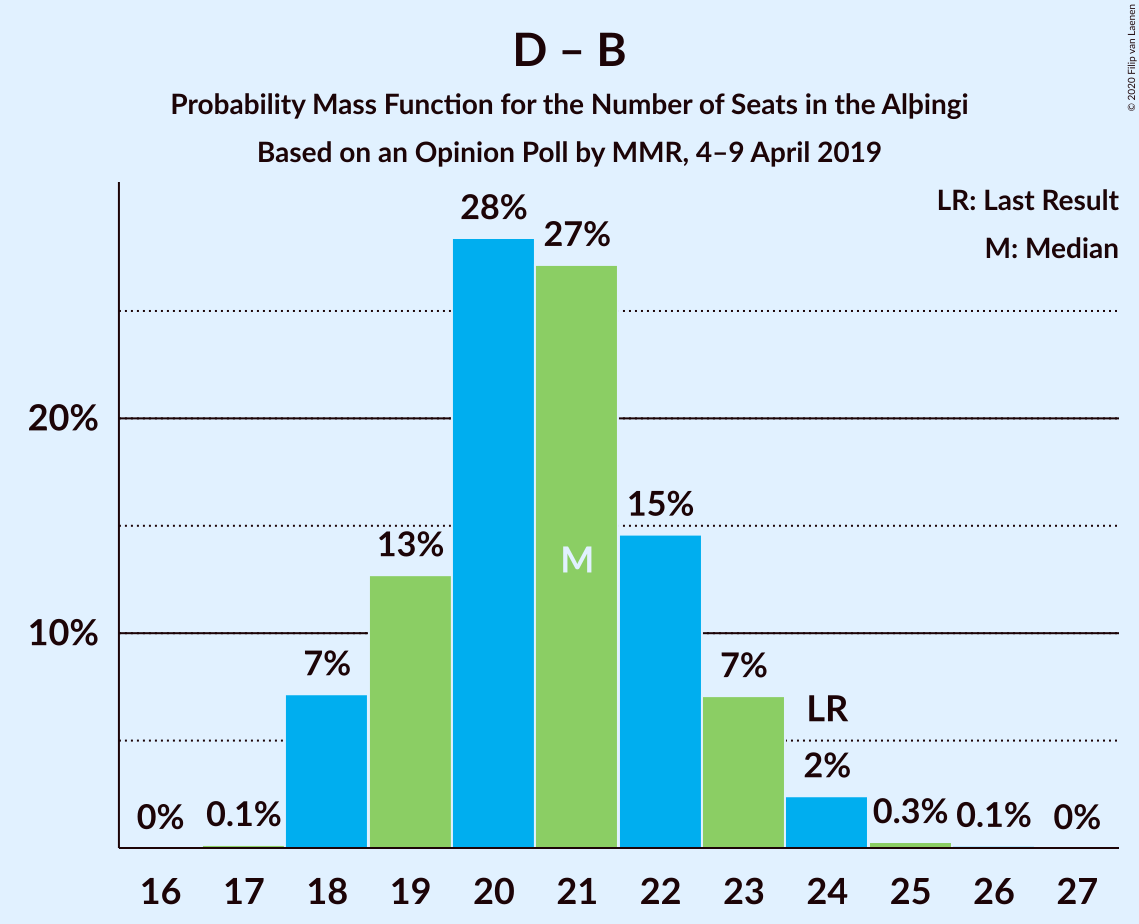 D – B
Probability Mass Function for the Number of Seats in the Alþingi
Based on an Opinion Poll by MMR, 4–9 April 2019
© 2020 Filip van Laenen
LR: Last Result
M: Median
28%
27%
20%
15%
13%
M
10%
7%
7%
LR
2%
0%
0.1%
0.3%
0.1%
0%
16 17 18 19 20 21 22 23 24 25 26 27